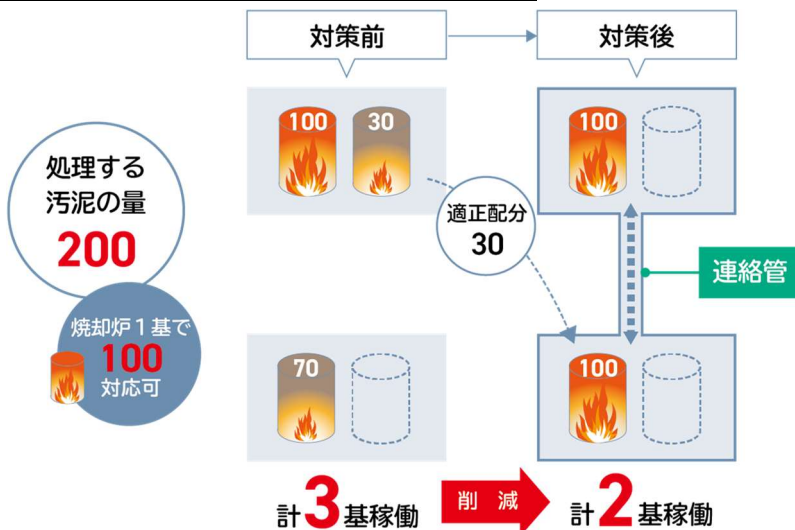 対策前
対策後
処理する
汚泥の量
200
焼却炉1基で
100
対応可
100
30
適正配分
30
100
連絡管
70
100
計3基稼働
削減
計2基稼働